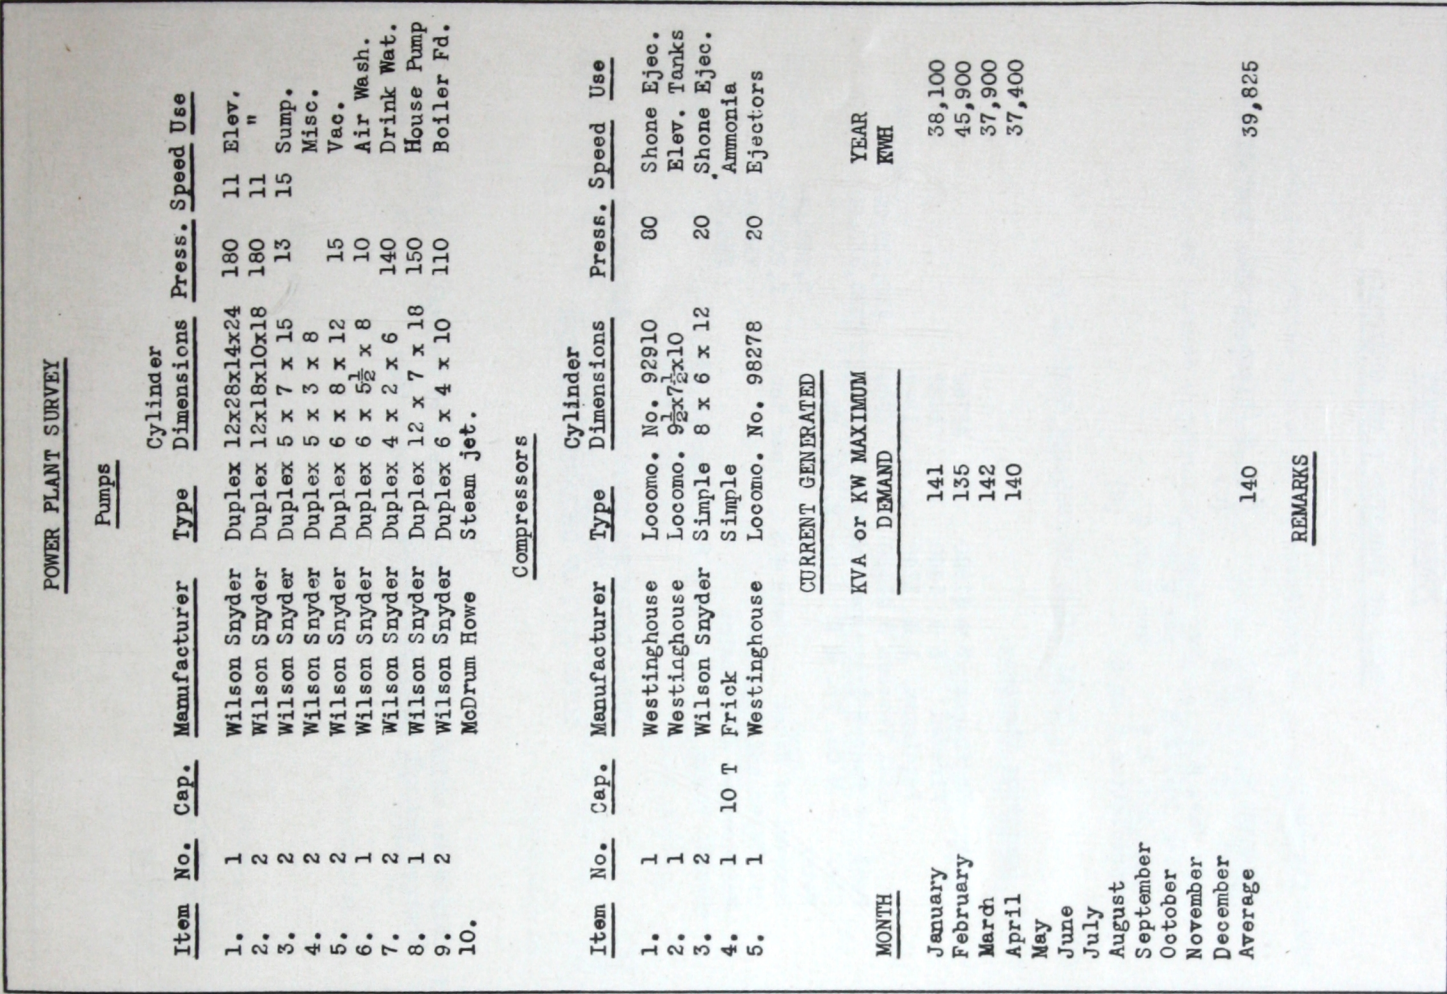 POWER PLANT SURVEY
Pumps
Cylinder
Item No. Cap. Manufacturer Type Dimensions Press. Speed Use
1. 1 Wilson Snyder Duplex 12x28x14x24 180 11 Elev.
2. 2 Wilson Snyder Duplex 12x18x10x18 180 11 "
3. 2 Wilson Snyder Duplex 5 x 7 x 15 13 15 Sump.
4. 2 Wilson Snyder Duplex 5 x 3 x 8 Misc.
5. 2 Wilson Snyder Duplex 6 x 8 x 12 15 Vac.
6. 1 Wilson Snyder Duplex 6 x 5½ x 8 10 Air Wash.
7. 2 Wilson Snyder Duplex 4 x 2 x 6 140 Drink Wat.
8. 1 Wilson Snyder Duplex 12 x 7 x 18 150 House Pump
9. 2 Wilson Snyder Duplex 6 x 4 x 10 110 Boiler Fd.
10. McDrum Howe Steam jet.
Compressors
Cylinder
Item No. Cap. Manufacturer Type Dimensions Press. Speed Use
1. 1 Westinghouse Locomo. No. 92910 80 Shone Ejec.
2. 1 Westinghouse Locomo. 9½x7½x10 Elev. Tanks
3. 2 Wilson Snyder Simple 8 x 6 x 12 20 Shone Ejec.
4. 1 10 T Frick Simple Ammonia
5. 1 Westinghouse Locomo. No. 98278 20 Ejectors
CURRENT GENERATED
KVA or KW MAXIMUM YEAR
MONTH DEMAND KWH
January 141 38,100
February 135 45,900
March 142 37,900
April 140 37,400
May
June
July
August
September
October
November
December
Average 140 39,825
REMARKS